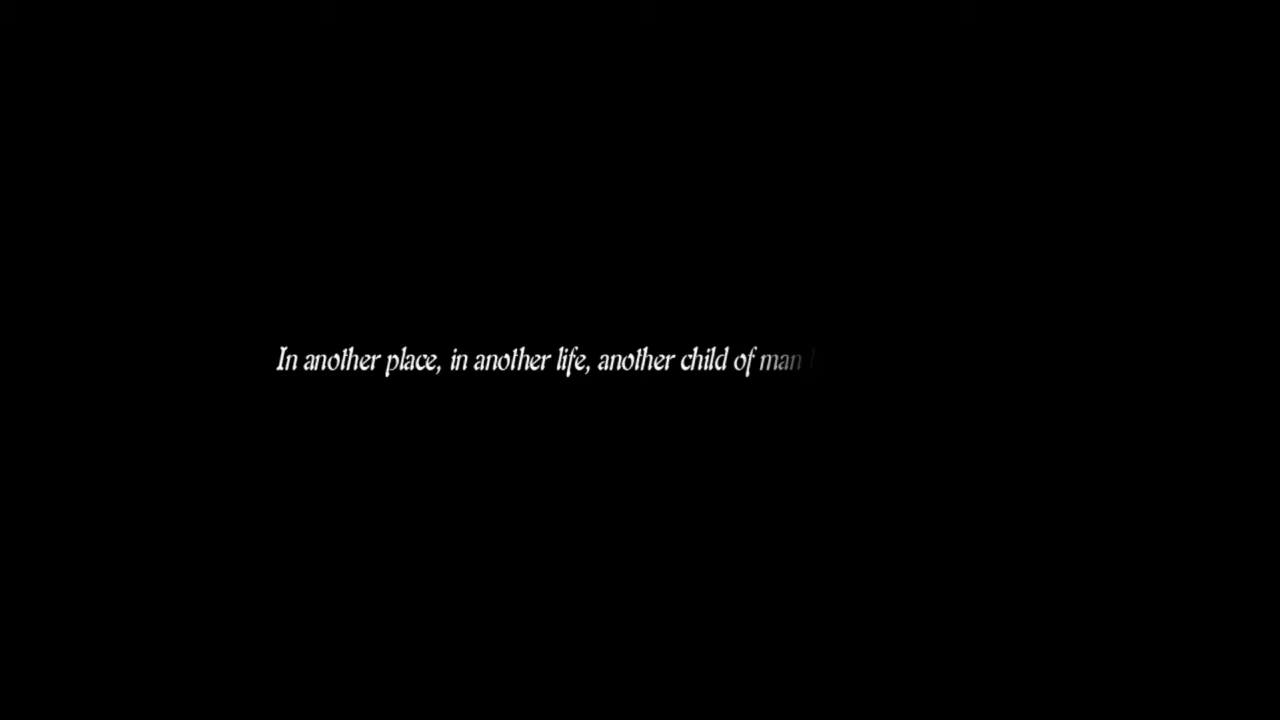 In another place, in another life, another child of man